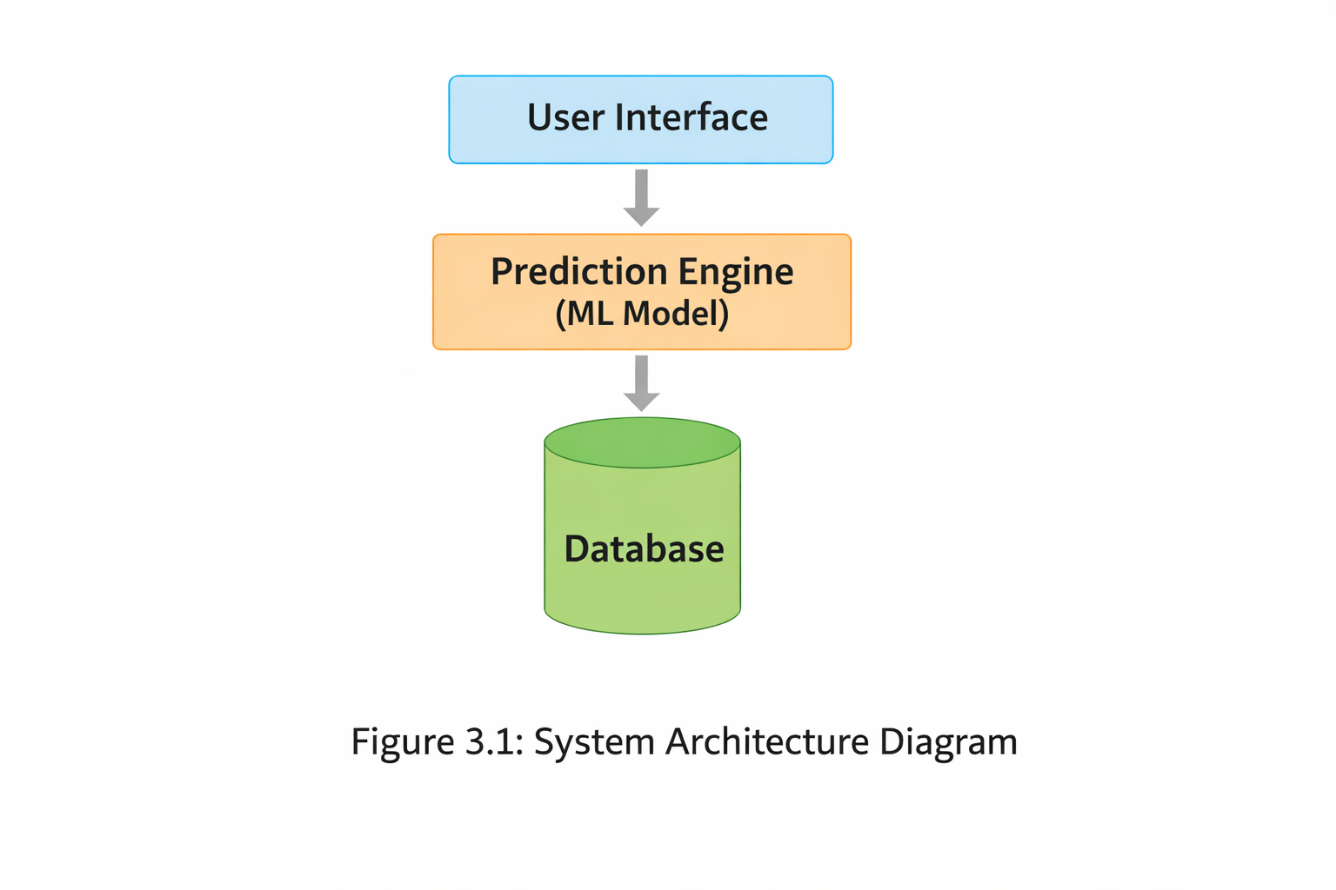 User Interface
Prediction Engine
(ML Model)
Database
Figure 3.1: System Architecture Diagram